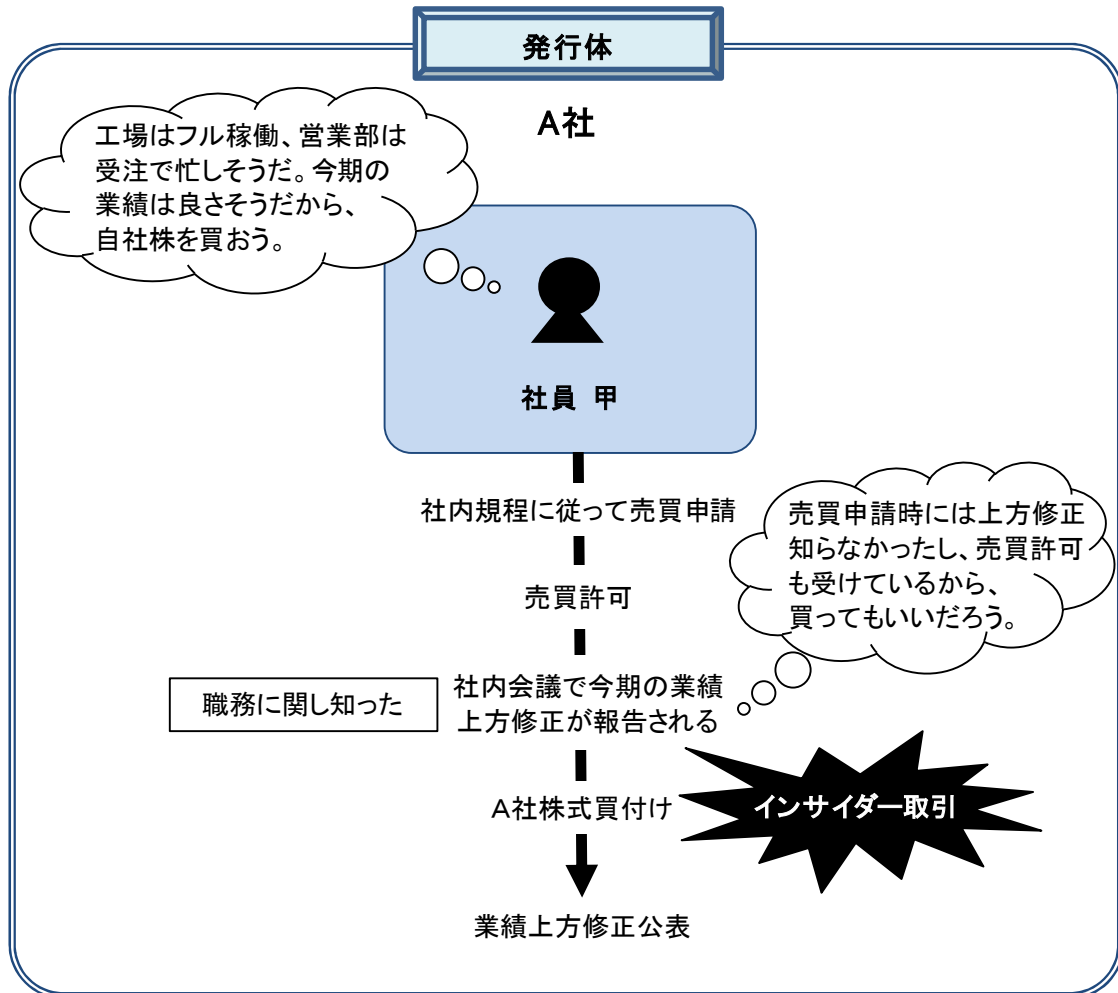 発行体
A社
工場はフル稼働、営業部は
受注で忙しそうだ。今期の
業績は良さそうだから、
自社株を買おう。
社員 甲
社内規程に従って売買申請
売買許可
売買申請時には上方修正
知らなかったし、売買許可
も受けているから、
買ってもいいだろう。
職務に関し知った
社内会議で今期の業績
上方修正が報告される
A社株式買付け
インサイダー取引
業績上方修正公表